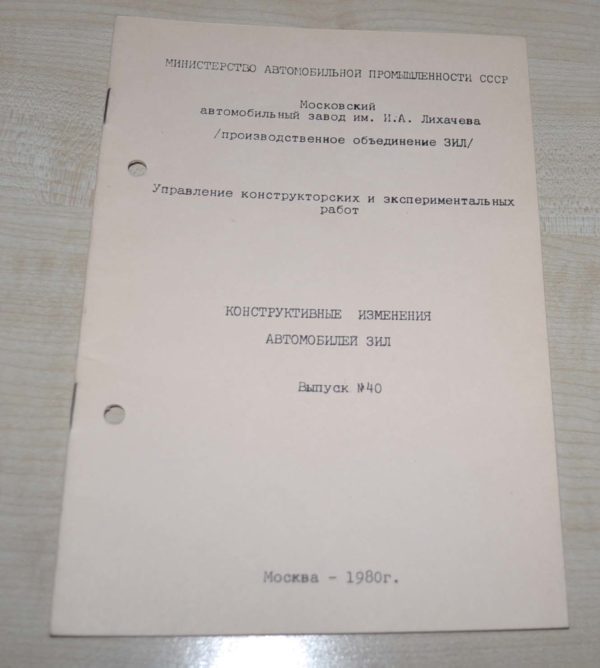 МИНИСТЕРСТВО АВТОМОБИЛЬНОЙ ПРОМЫШЛЕННОСТИ СССР
Московский
автомобильный завод им. И.А. Лихачева
/производственное объединение ЗИЛ/
Управление конструкторских и экспериментальных
работ
КОНСТРУКТИВНЫЕ ИЗМЕНЕНИЯ
АВТОМОБИЛЕЙ ЗИЛ
Выпуск №40
Москва - 1980г.